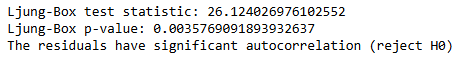 Ljung-Box test statistic: 26.124026976102552
Ljung-Box p-value: 0.0035769091893932637
The residuals have significant autocorrelation (reject H0)